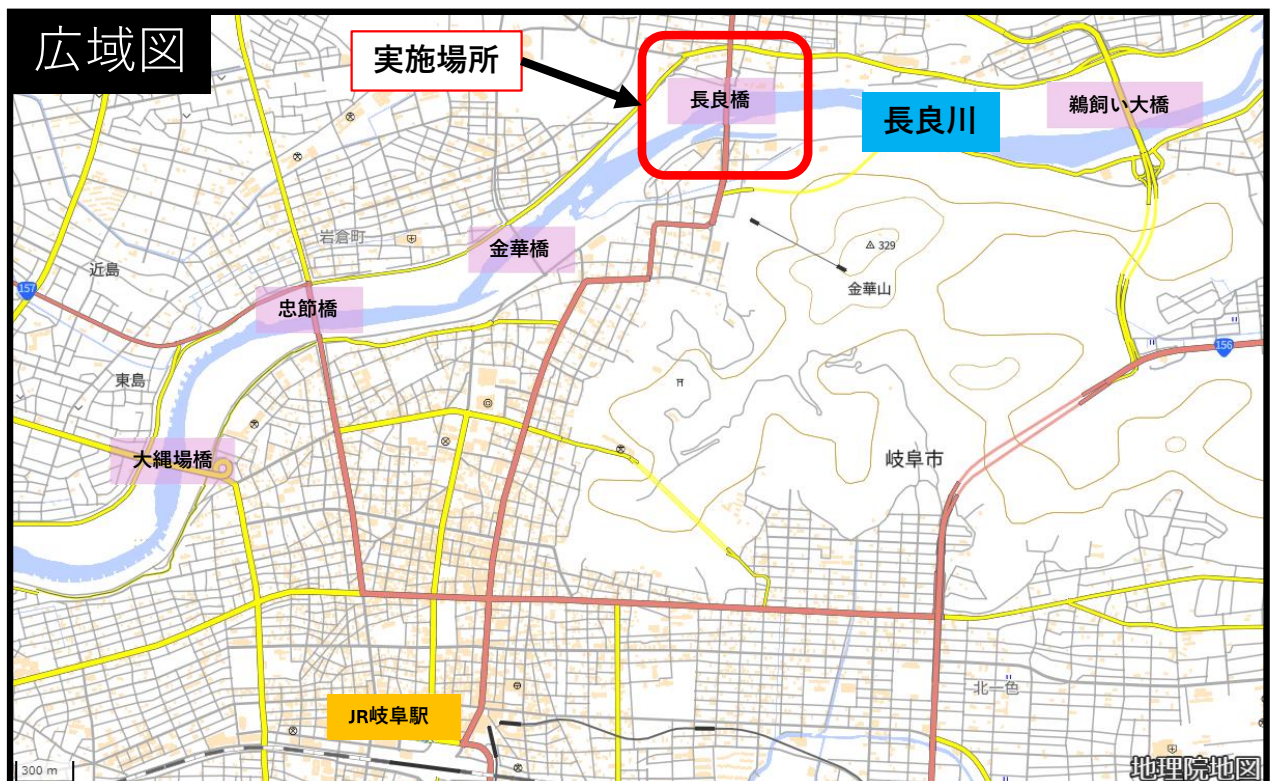 広域図
実施場所
長良橋
長良川
鵜飼い大橋
岩倉町
金華橋
329
金華山
近島
157
忠節橋
156
東島
大縄場橋
岐阜市
北一色
JR岐阜駅
300 m
地理院地図